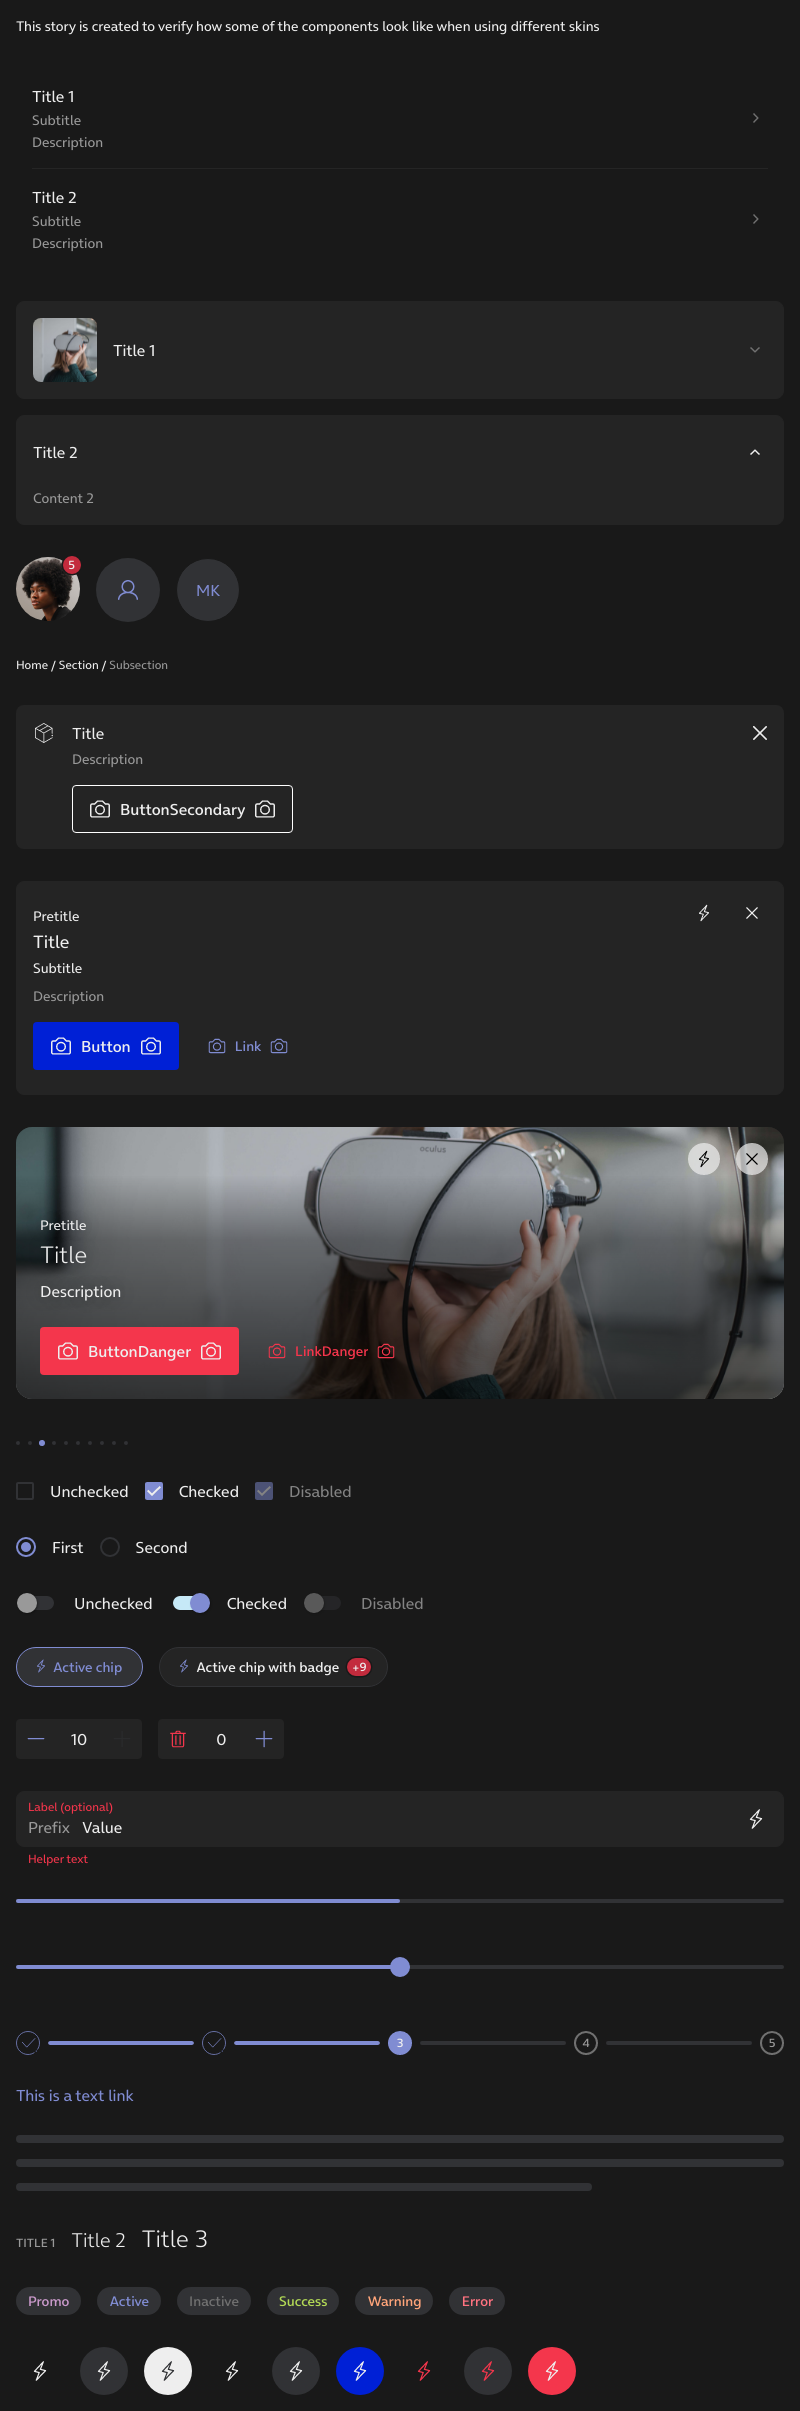 This story is created to verify how some of the components look like when using different skins
Title 1
Subtitle
Description
Title 2
Subtitle
Description
Title 1
Title 2
Content 2
5
MK
Home / Section / Subsection
Title
Description
ButtonSecondary
Pretitle
Title
Subtitle
Description
Button Link
oculus
Pretitle
Title
Description
ButtonDanger LinkDanger
Unchecked Checked Disabled
First Second
Unchecked Checked Disabled
Active chip Active chip with badge +9
10 0
Label (optional)
Prefix Value
Helper text
3 4 5
This is a text link
TITLE 1 Title 2 Title 3
Promo Active Inactive Success Warning Error